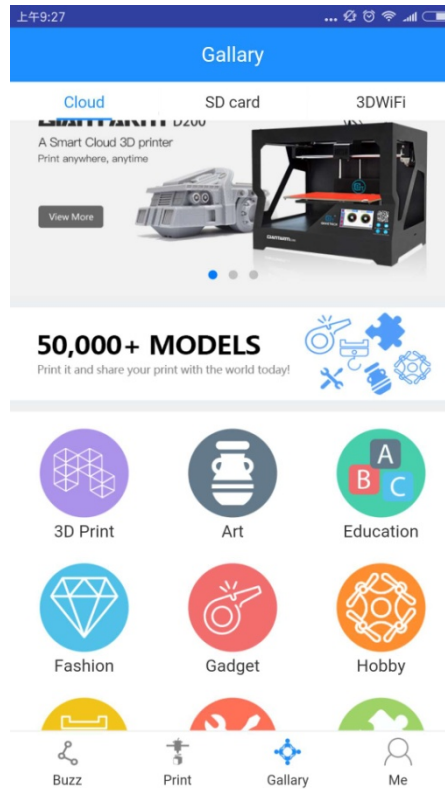 上午9:27
...
Gallary
Cloud SD card 3DWiFi
D200
A Smart Cloud 3D printer
Print anywhere, anytime
View More
50,000+ MODELS
Print it and share your print with the world today!
A
B C
3D Print Art Education
Fashion Gadget Hobby
Buzz Print Gallary Me